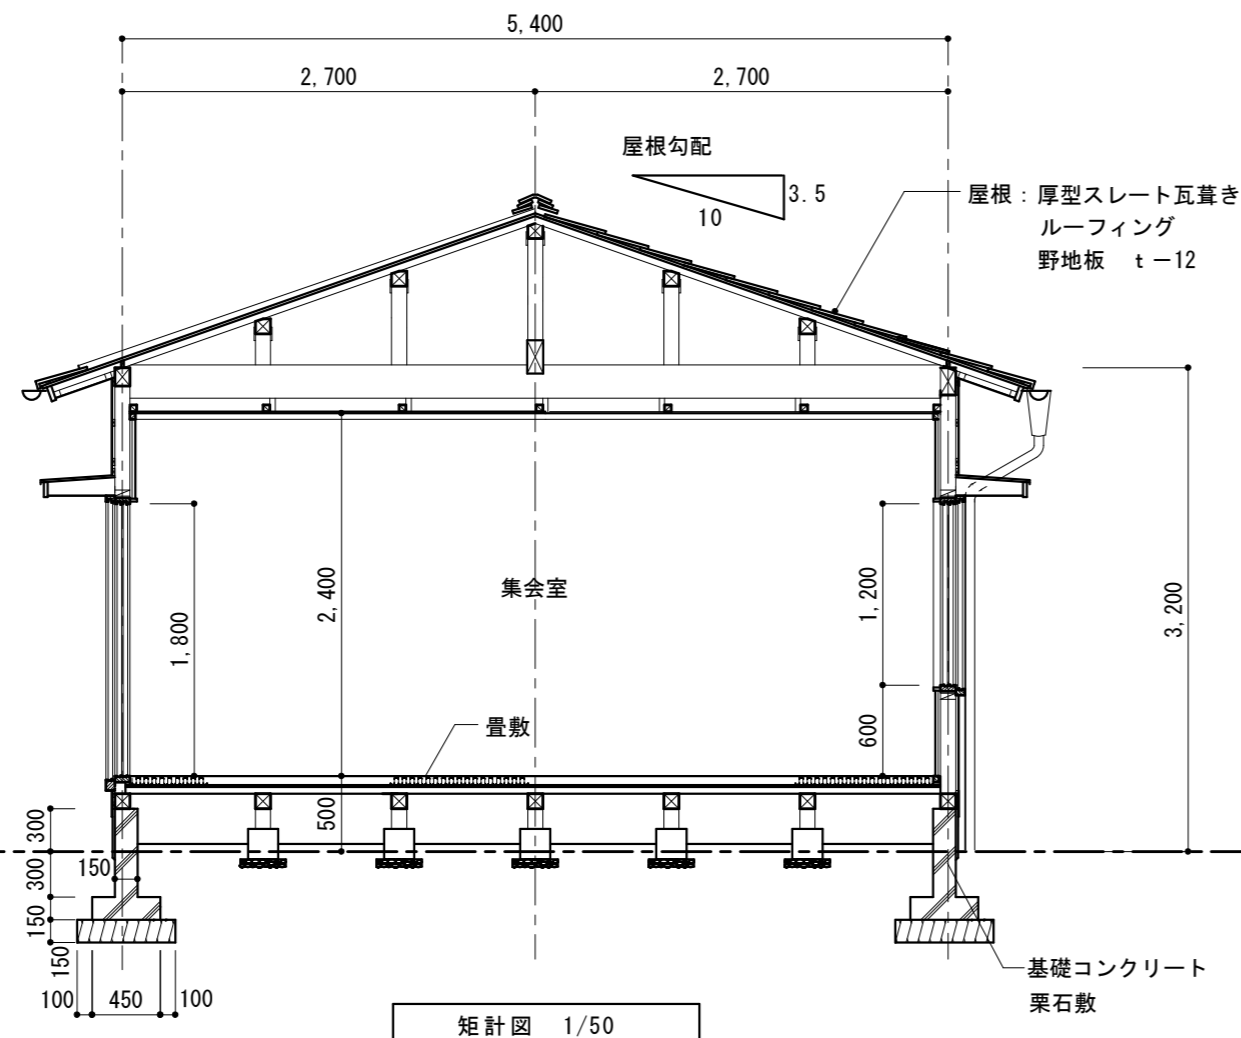 5,400
2,700
2,700
屋根勾配
3.5
10
屋根：厚型スレート瓦葺き
ルーフィング
野地板　ｔ－12
集会室
1,800
2,400
1,200
3,200
600
畳敷
500
300
300
150
150
150
100
450
100
基礎コンクリート
栗石敷
矩計図　1/50